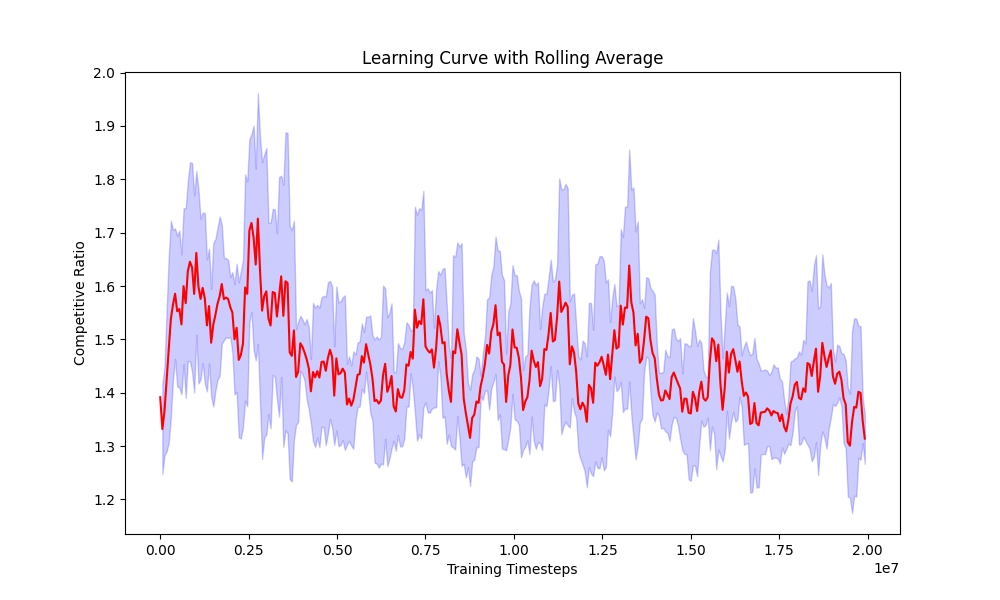 Learning Curve with Rolling Average
2.0
1.9
1.8
1.7
1.6
1.5
1.4
1.3
1.2
Competitive Ratio
0.00 0.25 0.50 0.75 1.00 1.25 1.50 1.75 2.00
Training Timesteps
1e7